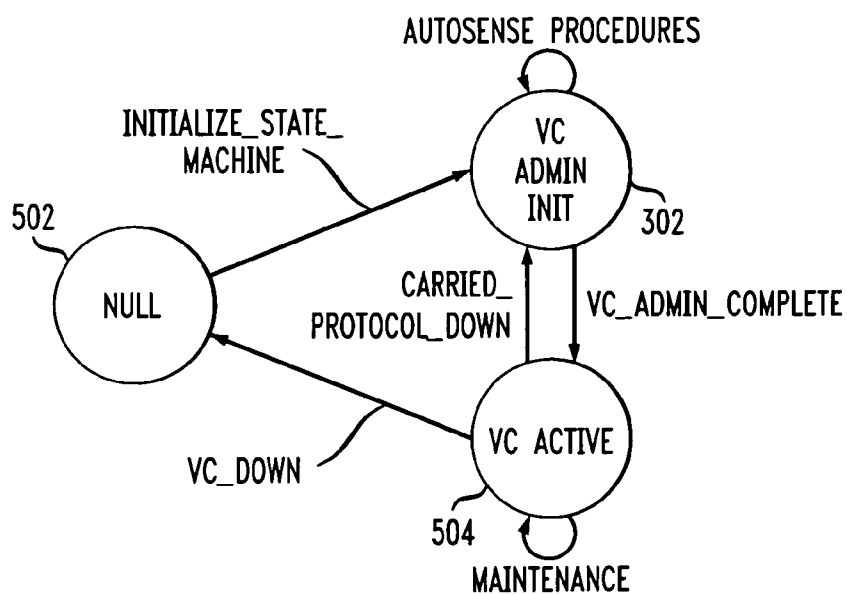 AUTOSENSE PROCEDURES
INITIALIZE_STATE_
MACHINE
VC
ADMIN
INIT
302
502
NULL
CARRIED_
PROTOCOL_DOWN
VC_ADMIN_COMPLETE
VC ACTIVE
VC_DOWN
504
MAINTENANCE